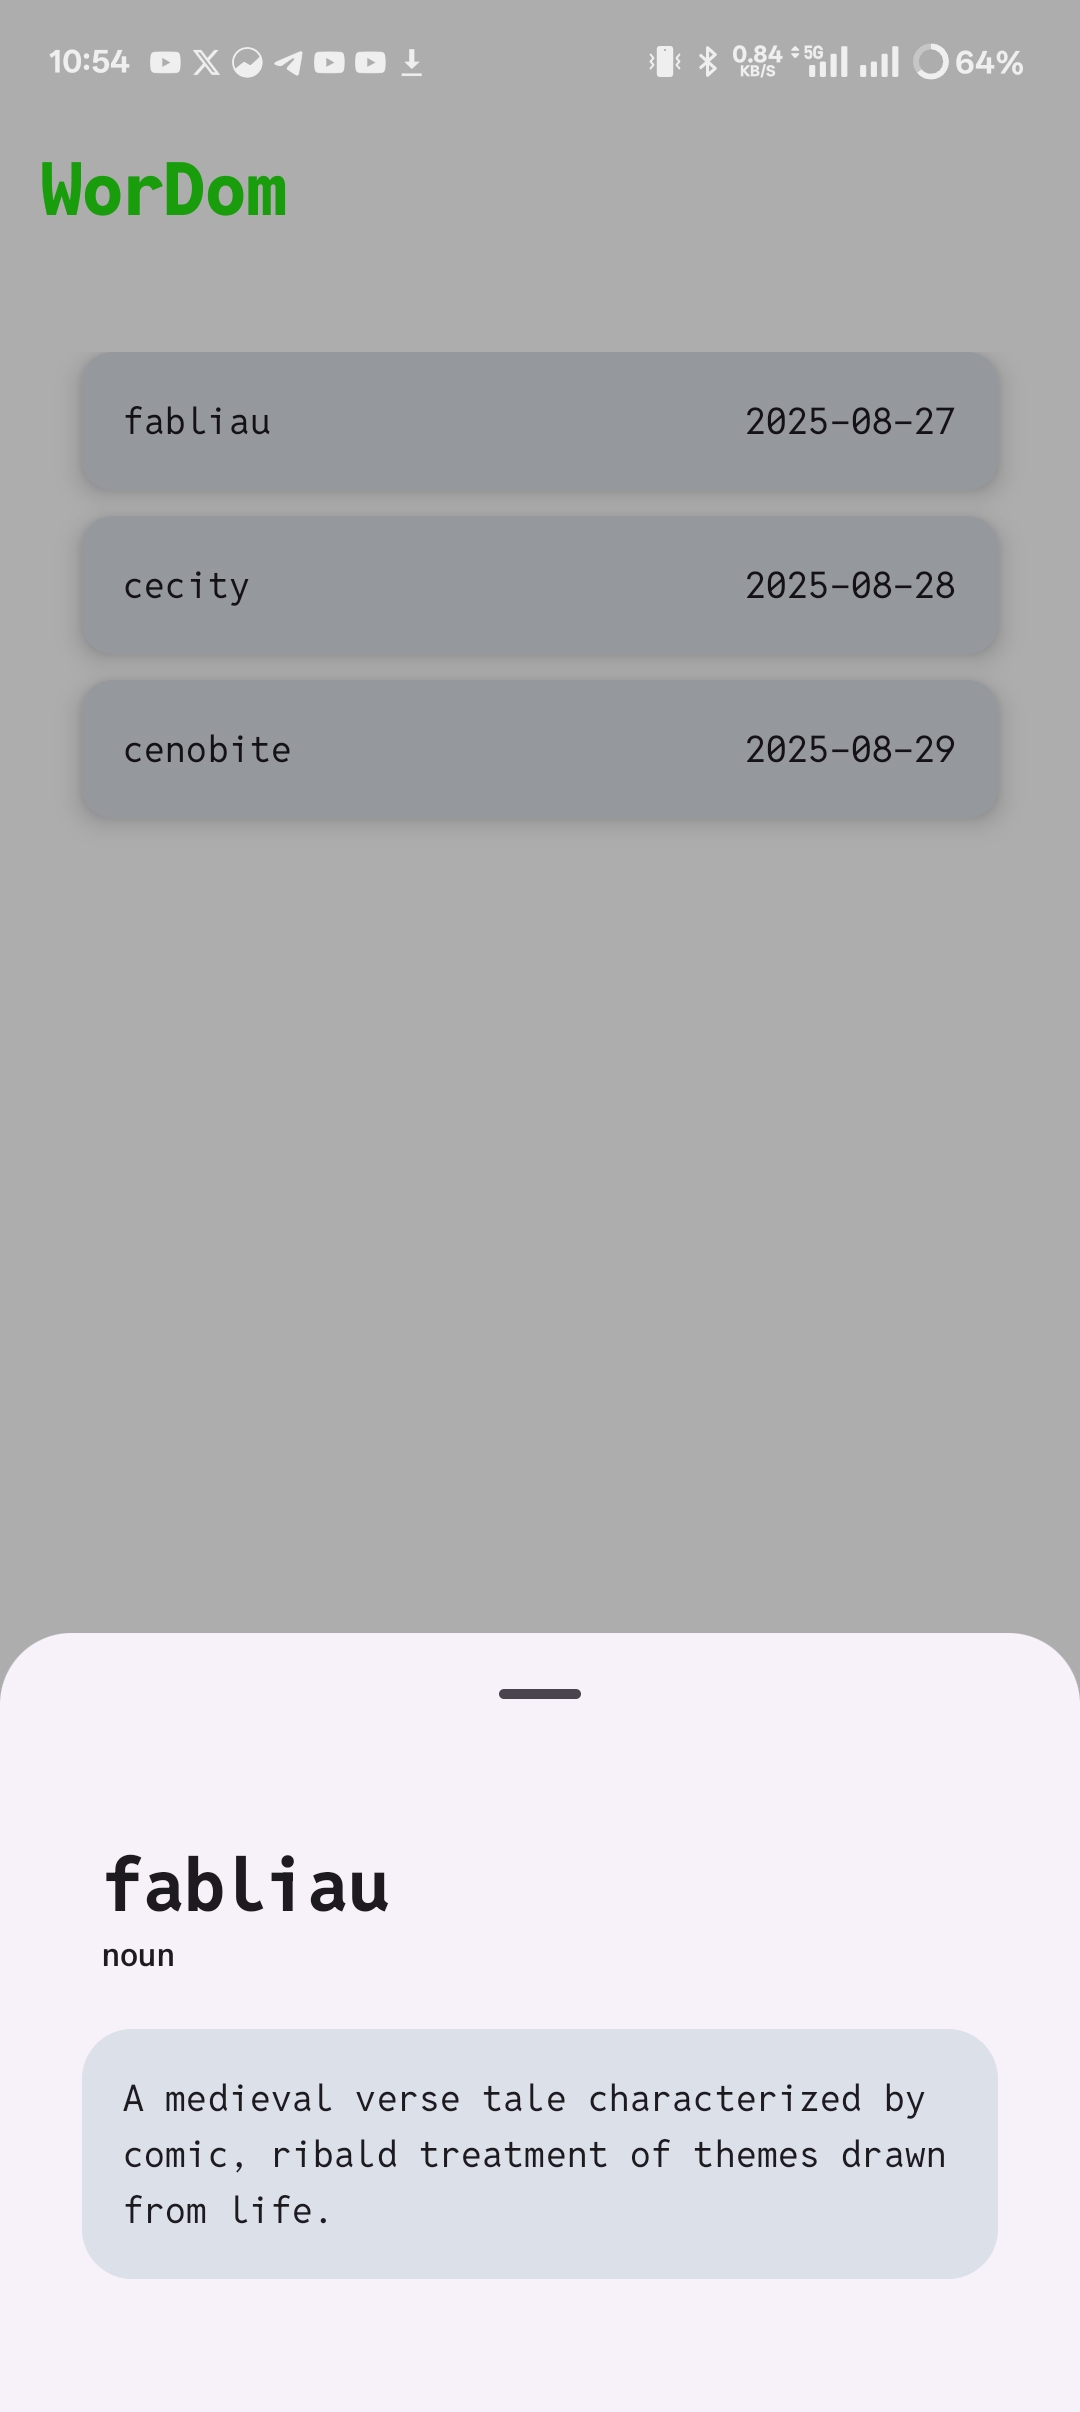 10:54 0.84 KB/S 5G 64%
WorDom
fabliau 2025-08-27
cecity 2025-08-28
cenobite 2025-08-29
fabliau
noun
A medieval verse tale characterized by
comic, ribald treatment of themes drawn
from life.